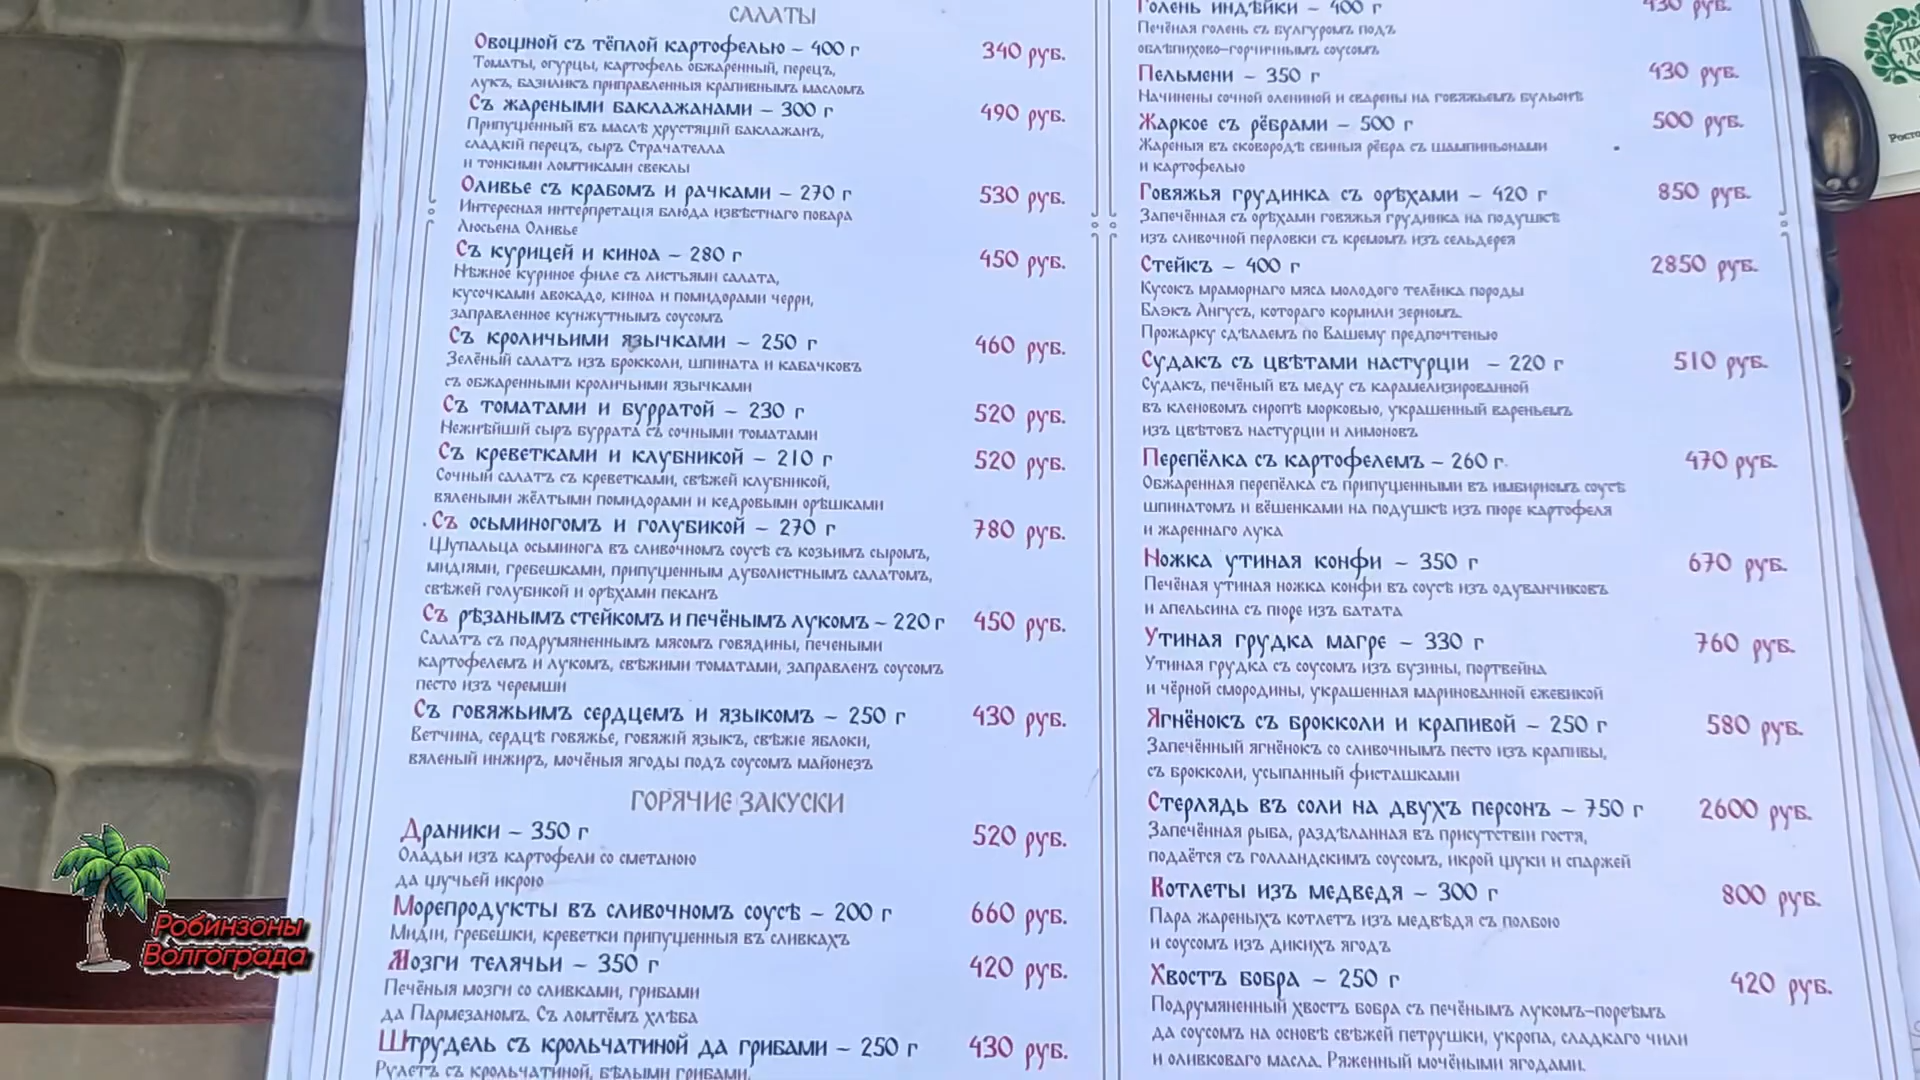 САЛАТЫ
Овощной съ тёплой картофелью – 400 г 340 руб.
Томаты, огурцы, картофель обжаренный, перецъ,
лукъ, базиликъ приправленныя крапивнымъ масломъ
Съ жареными баклажанами – 300 г 490 руб.
Припущенный въ маслѣ хрустящій баклажанъ,
сладкій перецъ, сыръ Страчателла
и тонкими ломтиками свеклы
Оливье съ крабомъ и рачками – 270 г 530 руб.
Интересная интерпретація блюда извѣстнаго повара
Люсьена Оливье
Съ курицей и киноа – 280 г 450 руб.
Нѣжное куриное филе съ листьями салата,
кусочками авокадо, киноа и помидорами черри,
заправленное кунжутнымъ соусомъ
Съ кроличьими язычками – 250 г 460 руб.
Зелёный салатъ изъ брокколи, шпината и кабачковъ
съ обжаренными кроличьими язычками
Съ томатами и бурратой – 230 г 520 руб.
Нежнѣйшій сыръ буррата съ сочными томатами
Съ креветками и клубникой – 210 г 520 руб.
Сочный салатъ съ креветками, свѣжей клубникой,
вялеными жёлтыми помидорами и кедровыми орѣшками
Съ осьминогомъ и голубикой – 270 г 780 руб.
Щупальца осьминога въ сливочномъ соусѣ съ козьимъ сыромъ,
мидіями, гребешками, припущеннымъ дуболистнымъ салатомъ,
свѣжей голубикой и орѣхами пеканъ
Съ рѣзанымъ стейкомъ и печёнымъ лукомъ – 220 г 450 руб.
Салатъ съ подрумяненнымъ мясомъ говядины, печеными
картофелемъ и лукомъ, свѣжими томатами, заправленъ соусомъ
песто изъ черемши
Съ говяжьимъ сердцемъ и языкомъ – 250 г 430 руб.
Ветчина, сердцѣ говяжье, говяжій языкъ, свѣжіе яблоки,
вяленый инжиръ, мочёныя ягоды подъ соусомъ майонезъ
ГОРЯЧИЕ ЗАКУСКИ
Драники – 350 г 520 руб.
Оладьи изъ картофели со сметаною
да щучьей икрою
Морепродукты въ сливочномъ соусѣ – 200 г 660 руб.
Мидіи, гребешки, креветки припущенныя въ сливкахъ
Мозги телячьи – 350 г 420 руб.
Печёныя мозги со сливками, грибами
да Пармезаномъ. Съ ломтёмъ хлѣба
Штрудель съ крольчатиной да грибами – 250 г 430 руб.
Рулетъ съ крольчатиной, бѣлыми грибами,
Голень индѣйки – 400 г 430 руб.
Печёная голень съ булгуромъ подъ
облѣпихово-горчичнымъ соусомъ
Пельмени – 350 г 430 руб.
Начинены сочной олениной и сварены на говяжьемъ бульонѣ
Жаркое съ рёбрами – 500 г 500 руб.
Жареныя въ сковородѣ свиныя рёбра съ шампиньонами
и картофелью
Говяжья грудинка съ орѣхами – 420 г 850 руб.
Запечённая съ орѣхами говяжья грудинка на подушкѣ
изъ сливочной перловки съ кремомъ изъ сельдерея
Стейкъ – 400 г 2850 руб.
Кусокъ мраморнаго мяса молодого телёнка породы
Блэкъ Ангусъ, котораго кормили зерномъ.
Прожарку сдѣлаемъ по Вашему предпочтенью
Судакъ съ цвѣтами настурціи – 220 г 510 руб.
Судакъ, печёный въ меду съ карамелизированной
въ кленовомъ сиропѣ морковью, украшенный вареньемъ
изъ цвѣтовъ настурціи и лимоновъ
Перепёлка съ картофелемъ – 260 г 470 руб.
Обжаренная перепёлка съ припущенными въ имбирномъ соусѣ
шпинатомъ и вёшенками на подушкѣ изъ пюре картофеля
и жареннаго лука
Ножка утиная конфи – 350 г 670 руб.
Печёная утиная ножка конфи въ соусѣ изъ одуванчиковъ
и апельсина съ пюре изъ батата
Утиная грудка магре – 330 г 760 руб.
Утиная грудка съ соусомъ изъ бузины, портвейна
и чёрной смородины, украшенная маринованной ежевикой
Ягнёнокъ съ брокколи и крапивой – 250 г 580 руб.
Запечённый ягнёнокъ со сливочнымъ песто изъ крапивы,
съ брокколи, усыпанный фисташками
Стерлядь въ соли на двухъ персонъ – 750 г 2600 руб.
Запечённая рыба, раздѣланная въ присутствіи гостя,
подаётся съ голландскимъ соусомъ, икрой щуки и спаржей
Котлеты изъ медведя – 300 г 800 руб.
Пара жареныхъ котлетъ изъ медвѣдя съ полбою
и соусомъ изъ дикихъ ягодъ
Хвостъ бобра – 250 г 420 руб.
Подрумяненный хвостъ бобра съ печёнымъ лукомъ-порѣемъ
да соусомъ на основѣ свѣжей петрушки, укропа, сладкаго чили
и оливковаго масла. Ряженный мочёными ягодами.
Робинзоны
Волгограда